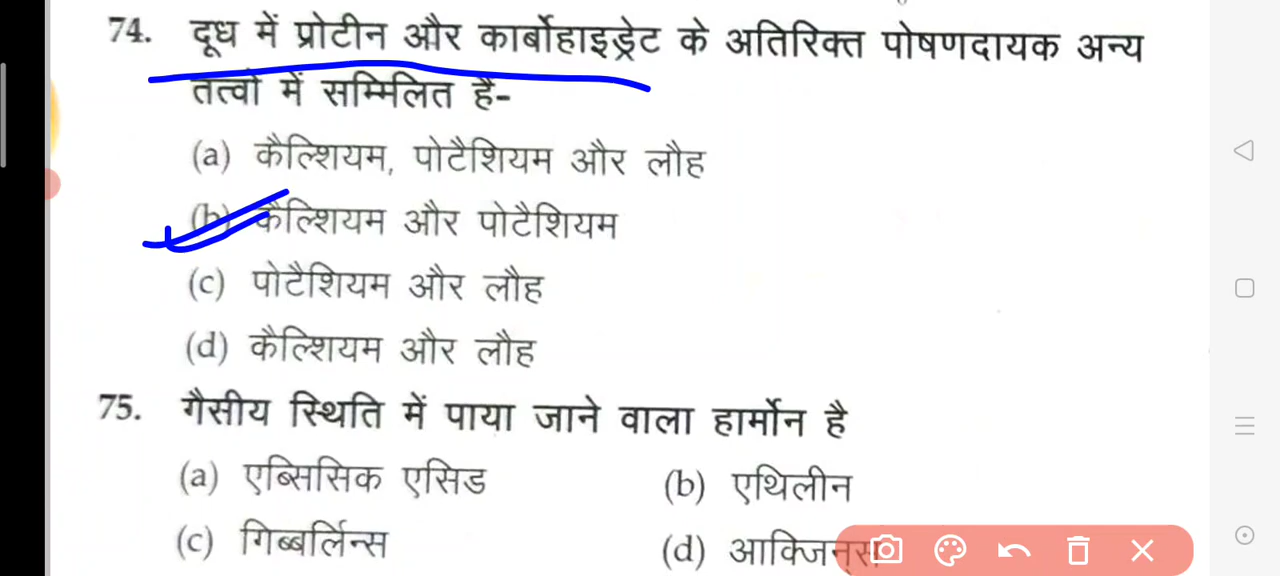 74. दूध में प्रोटीन और कार्बोहाइड्रेट के अतिरिक्त पोषणदायक अन्य
तत्वों में सम्मिलित है-
(a) कैल्शियम, पोटैशियम और लौह
(b) कैल्शियम और पोटैशियम
(c) पोटैशियम और लौह
(d) कैल्शियम और लौह
75. गैसीय स्थिति में पाया जाने वाला हार्मोन है
(a) एब्सिसिक एसिड (b) एथिलीन
(c) गिब्बर्लिन्स (d) आक्जिन्स